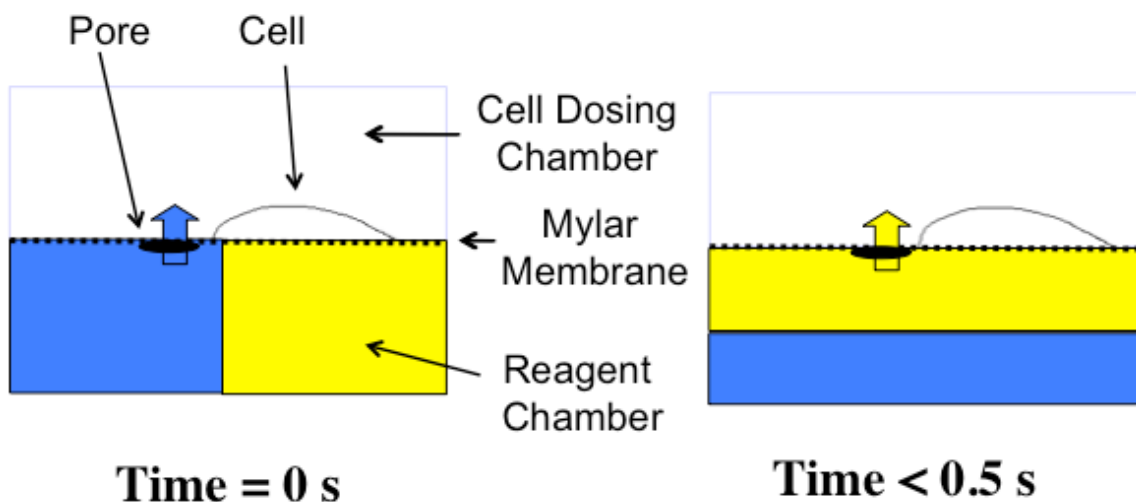 Pore
Cell
Cell Dosing
Chamber
Mylar
Membrane
Reagent
Chamber
Time = 0 s
Time < 0.5 s